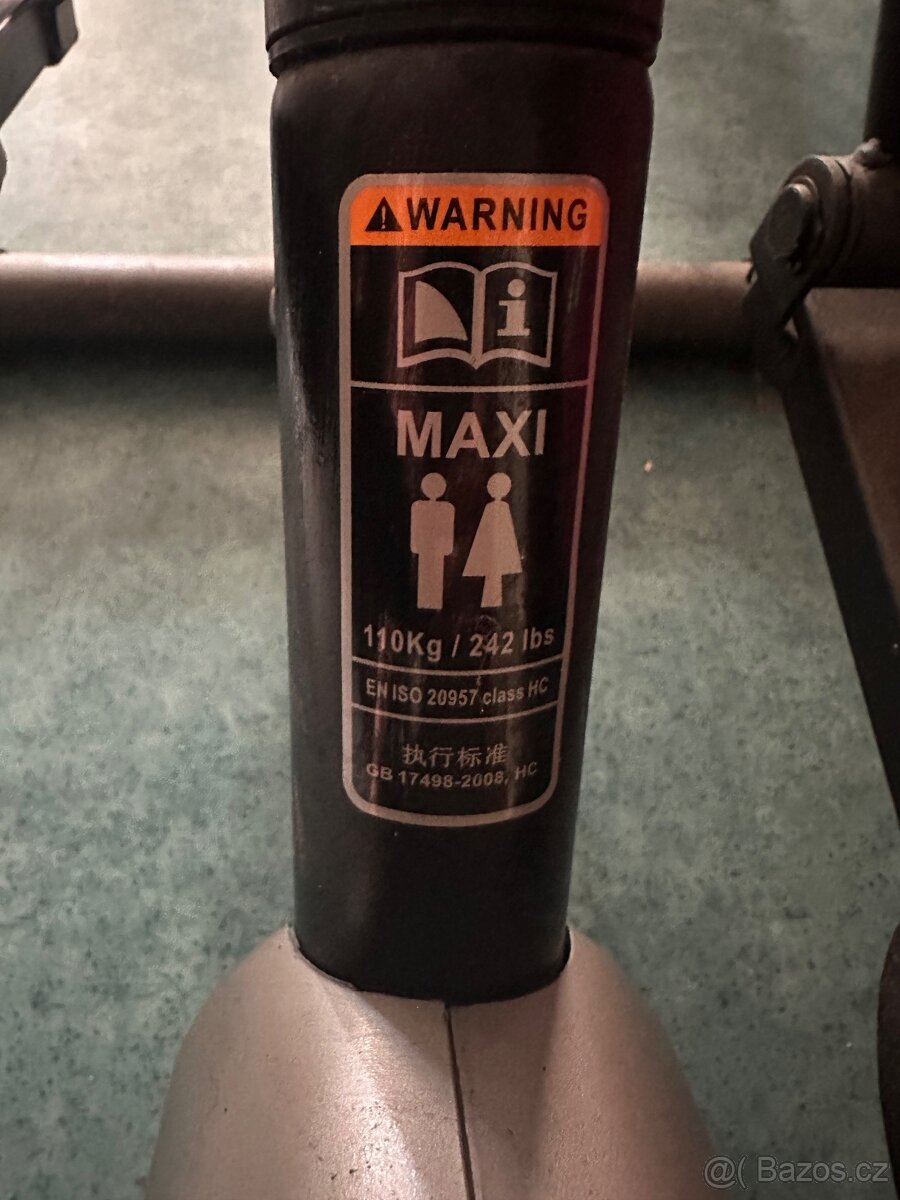 WARNING
i
MAXI
110Kg / 242 lbs
EN ISO 20957 class HC
执行标准
GB 17498-2008, HC
@( Bazos.cz